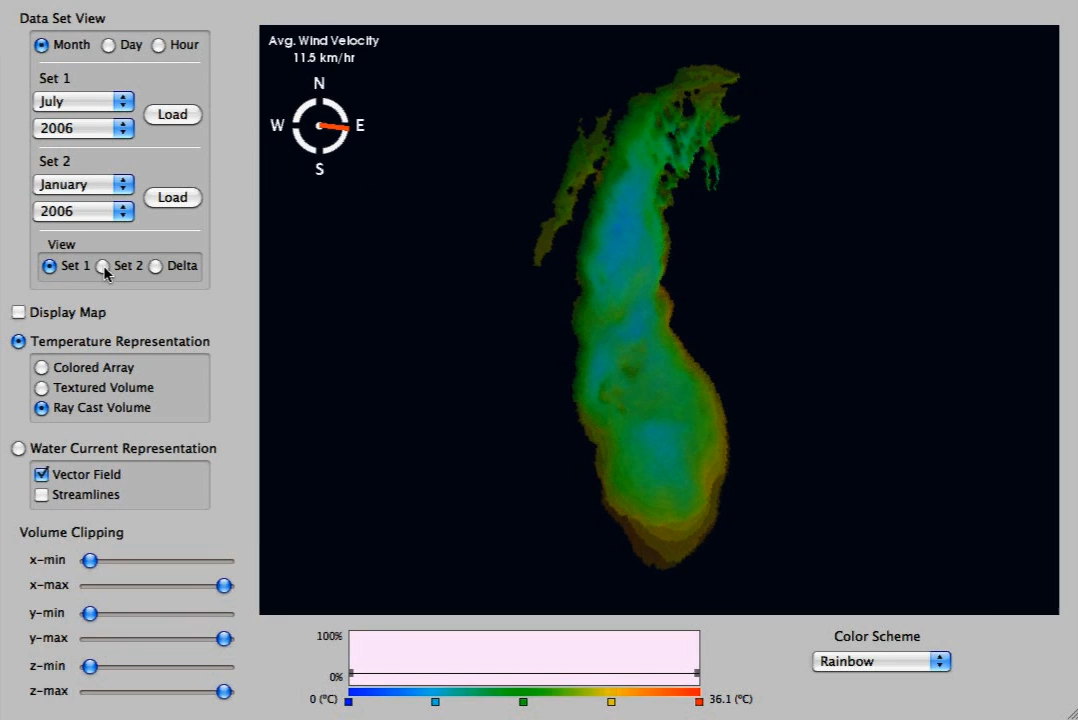 Data Set View
Month Day Hour
Set 1
July
Load
2006
Set 2
January
Load
2006
View
Set 1 Set 2 Delta
Display Map
Temperature Representation
Colored Array
Textured Volume
Ray Cast Volume
Water Current Representation
Vector Field
Streamlines
Volume Clipping
x-min
x-max
y-min
y-max
z-min
z-max
Avg. Wind Velocity
11.5 km/hr
N
W E
S
100%
0%
0 (°C) 36.1 (°C)
Color Scheme
Rainbow